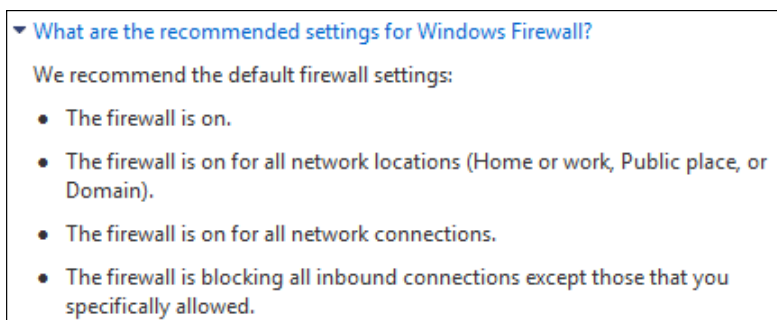 What are the recommended settings for Windows Firewall?
We recommend the default firewall settings:
● The firewall is on.
● The firewall is on for all network locations (Home or work, Public place, or
Domain).
● The firewall is on for all network connections.
● The firewall is blocking all inbound connections except those that you
specifically allowed.